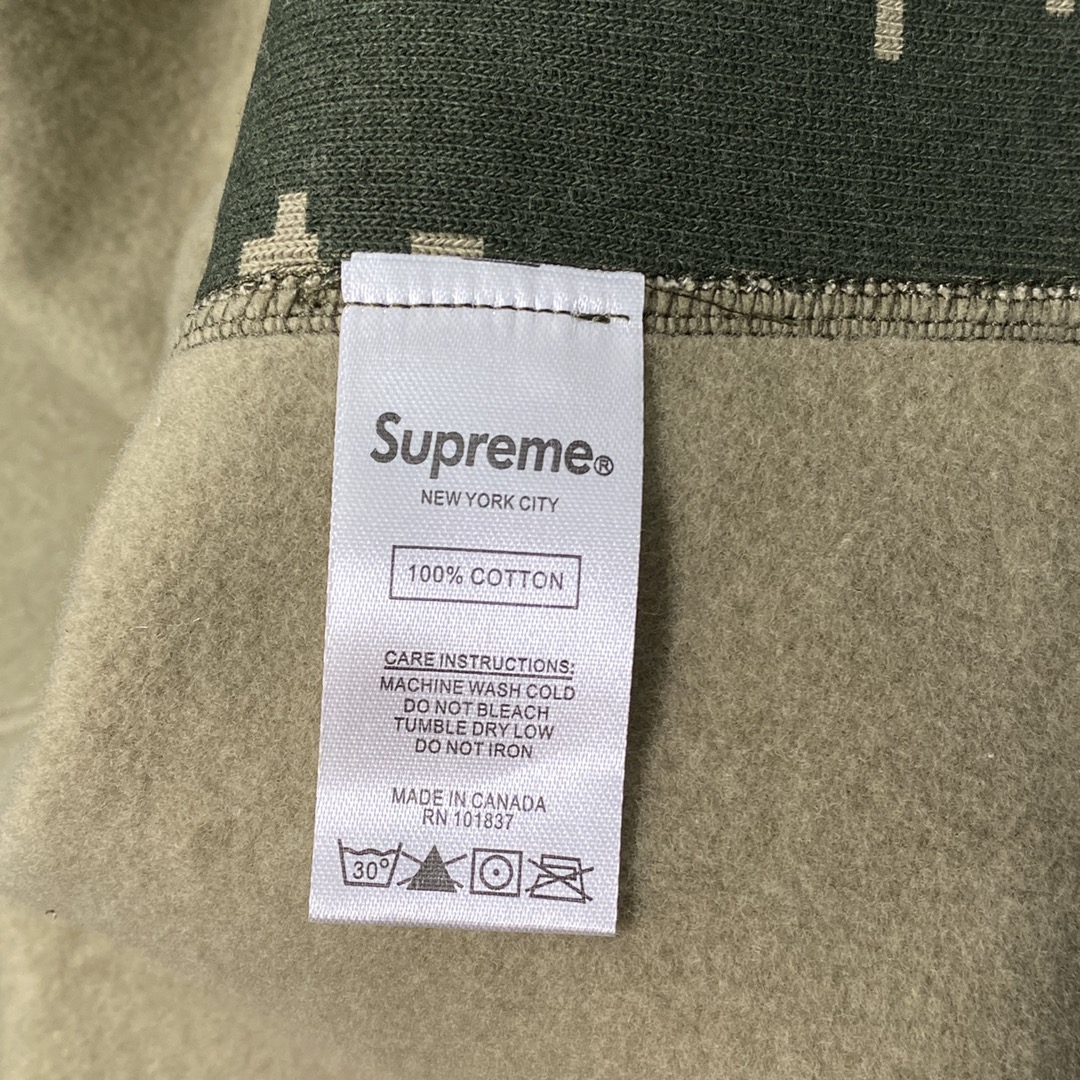 Supreme®
NEW YORK CITY
100% COTTON
CARE INSTRUCTIONS:
MACHINE WASH COLD
DO NOT BLEACH
TUMBLE DRY LOW
DO NOT IRON
MADE IN CANADA
RN 101837
30°